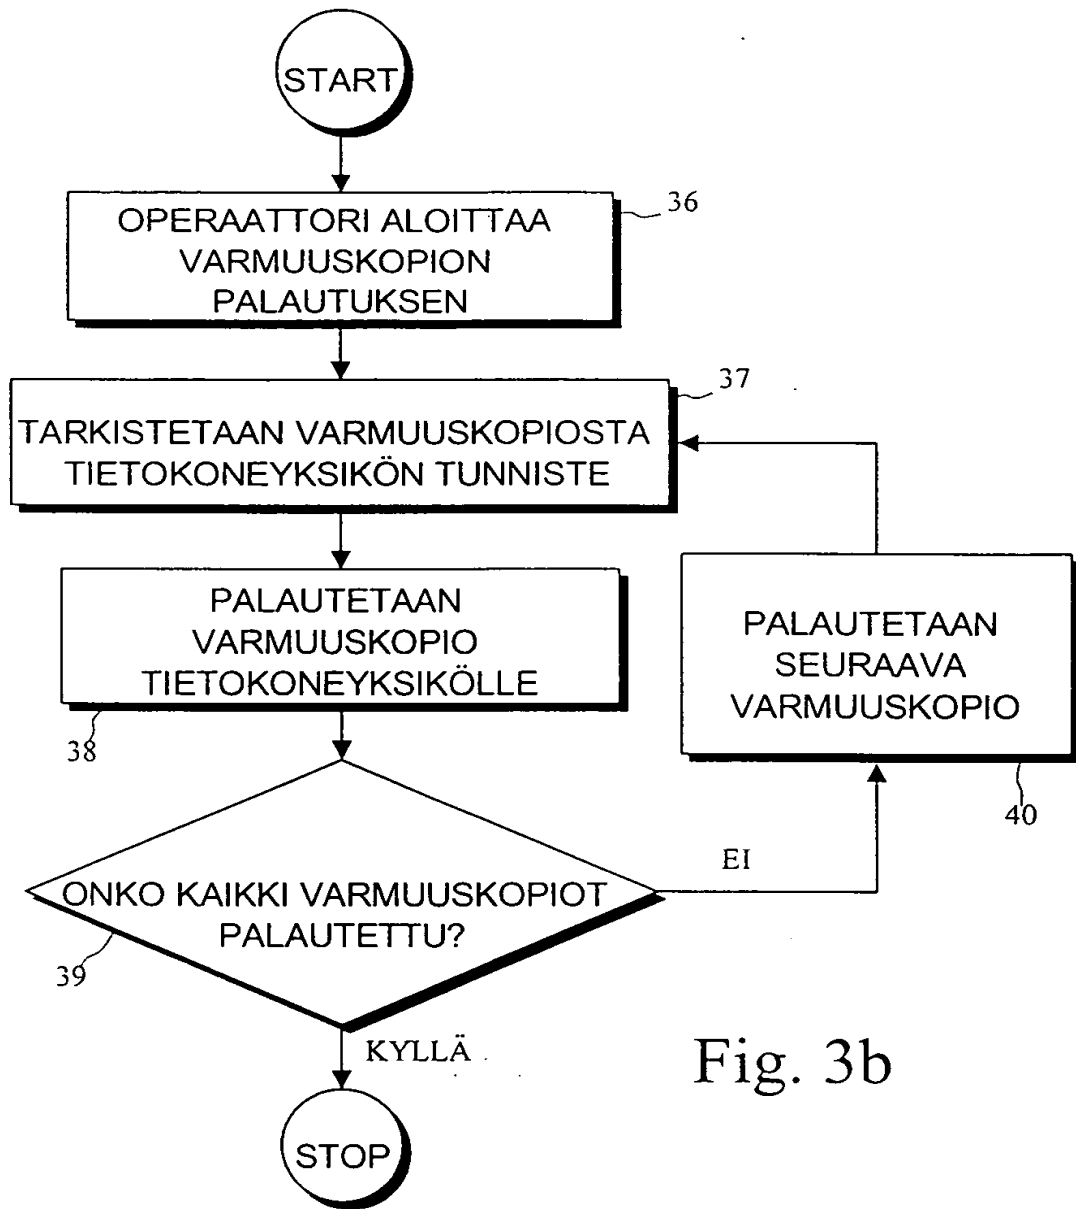 START
36
OPERAATTORI ALOITTAA
VARMUUSKOPION
PALAUTUKSEN
37
TARKISTETAAN VARMUUSKOPIOSTA
TIETOKONEYKSIKÖN TUNNISTE
PALAUTETAAN
VARMUUSKOPIO
TIETOKONEYKSIKÖLLE
38
PALAUTETAAN
SEURAAVA
VARMUUSKOPIO
40
EI
ONKO KAIKKI VARMUUSKOPIOT
PALAUTETTU?
39
KYLLÄ
STOP
Fig. 3b